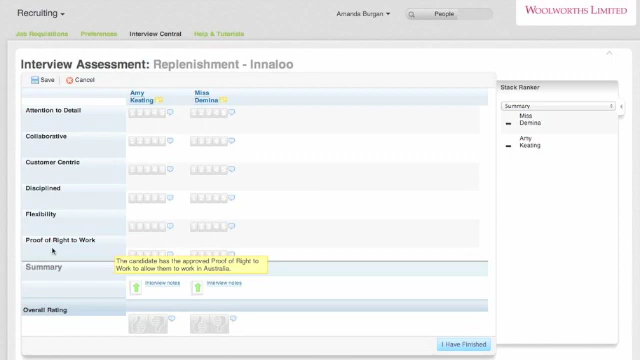 Recruiting
Amanda Burgan
People
WOOLWORTHS LIMITED
Job Requisitions
Preferences
Interview Central
Help & Tutorials
Interview Assessment: Replenishment - Innaloo
Save
Cancel
Amy
Keating
Miss
Demina
Attention to Detail
Collaborative
Customer Centric
Disciplined
Flexibility
Proof of Right to Work
The candidate has the approved Proof of Right to
Work to allow them to work in Australia.
Summary
Interview notes
Interview notes
Overall Rating
I Have Finished
Stack Ranker
Summary
Miss
Demina
Amy
Keating